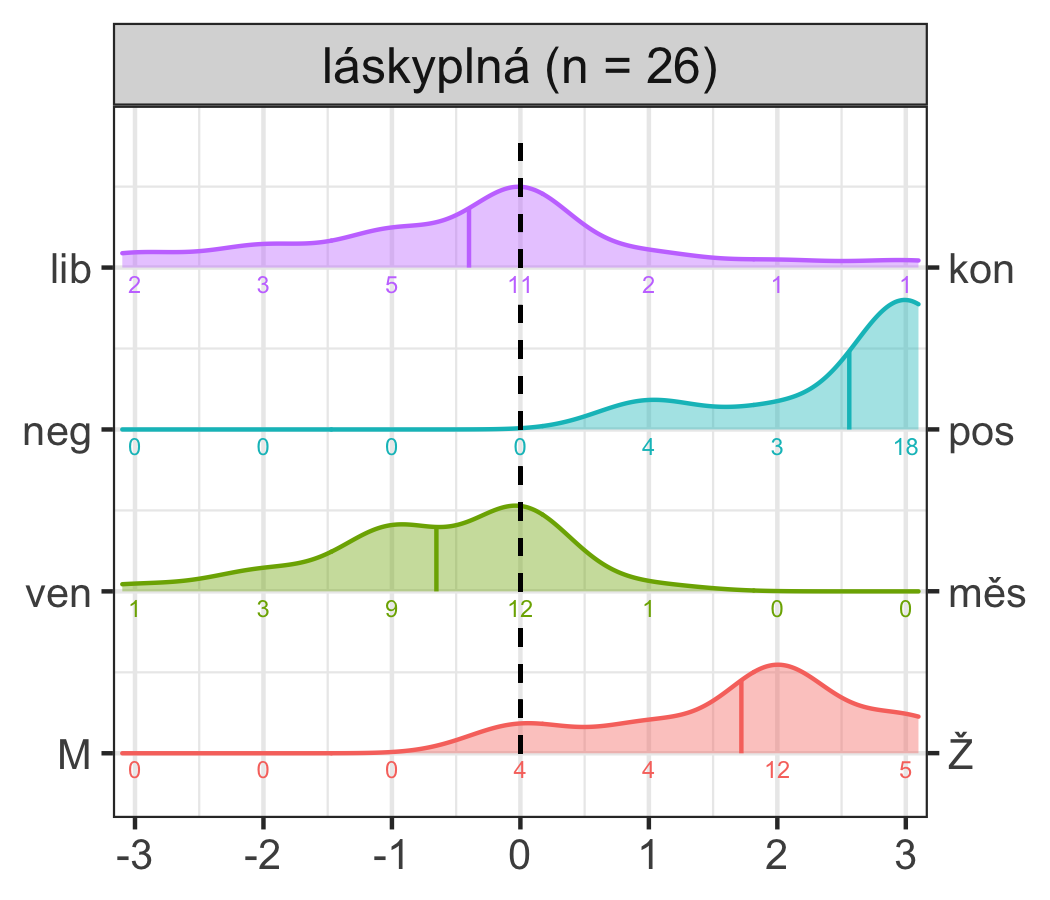 láskyplná (n = 26)
lib kon
2 3 5 11 2 1 1
neg pos
0 0 0 0 4 3 18
ven měs
1 3 9 12 1 0 0
M Ž
0 0 0 4 4 12 5
-3 -2 -1 0 1 2 3